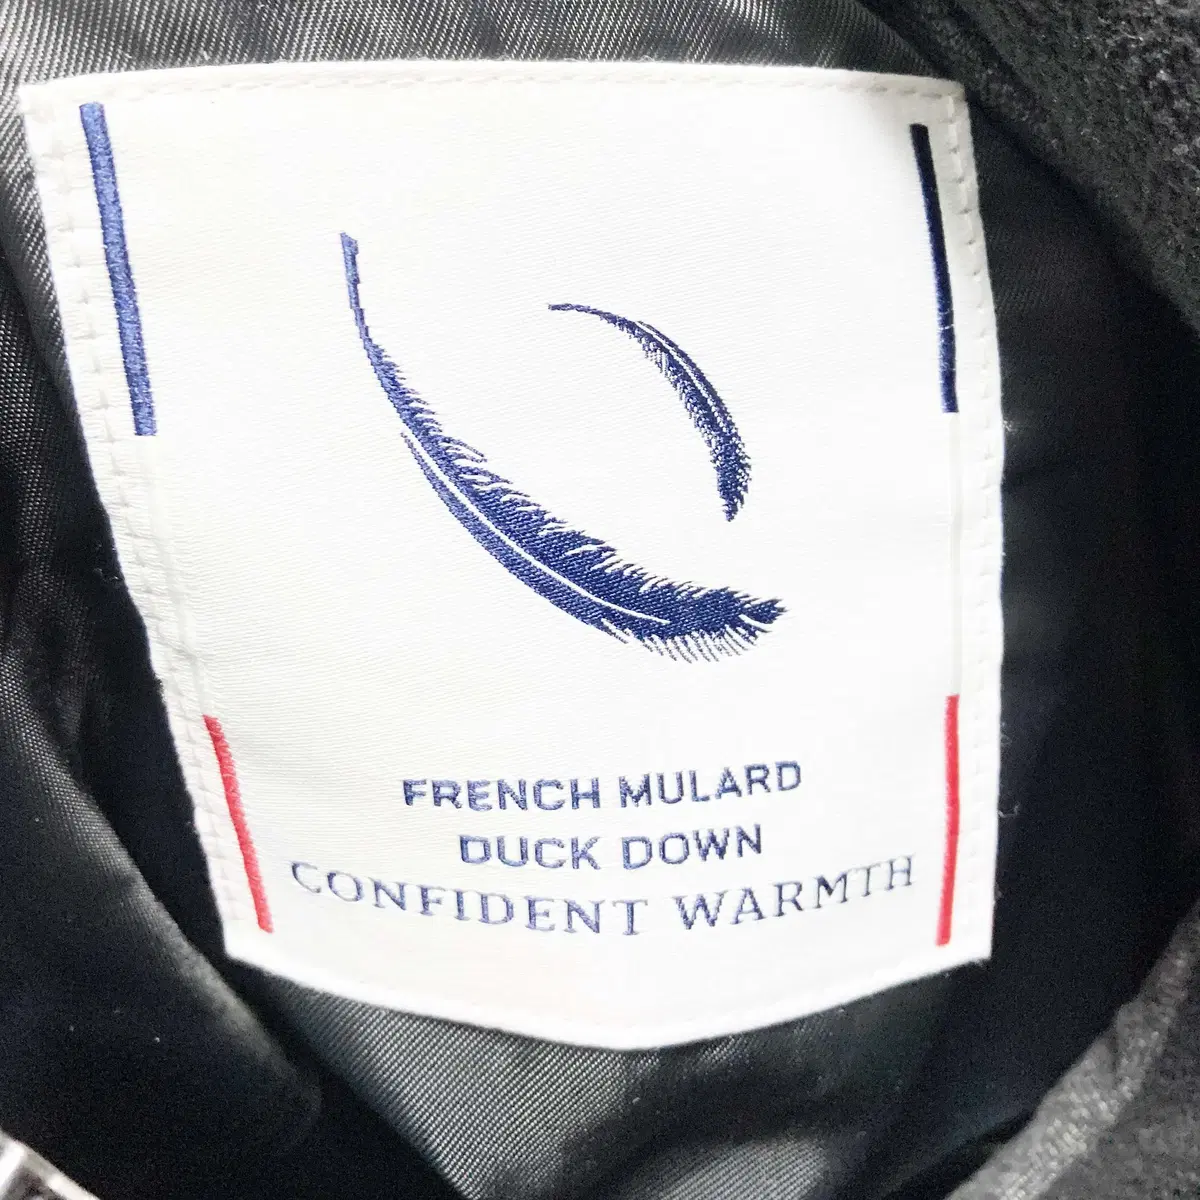 FRENCH MULARD
DUCK DOWN
CONFIDENT WARMTH